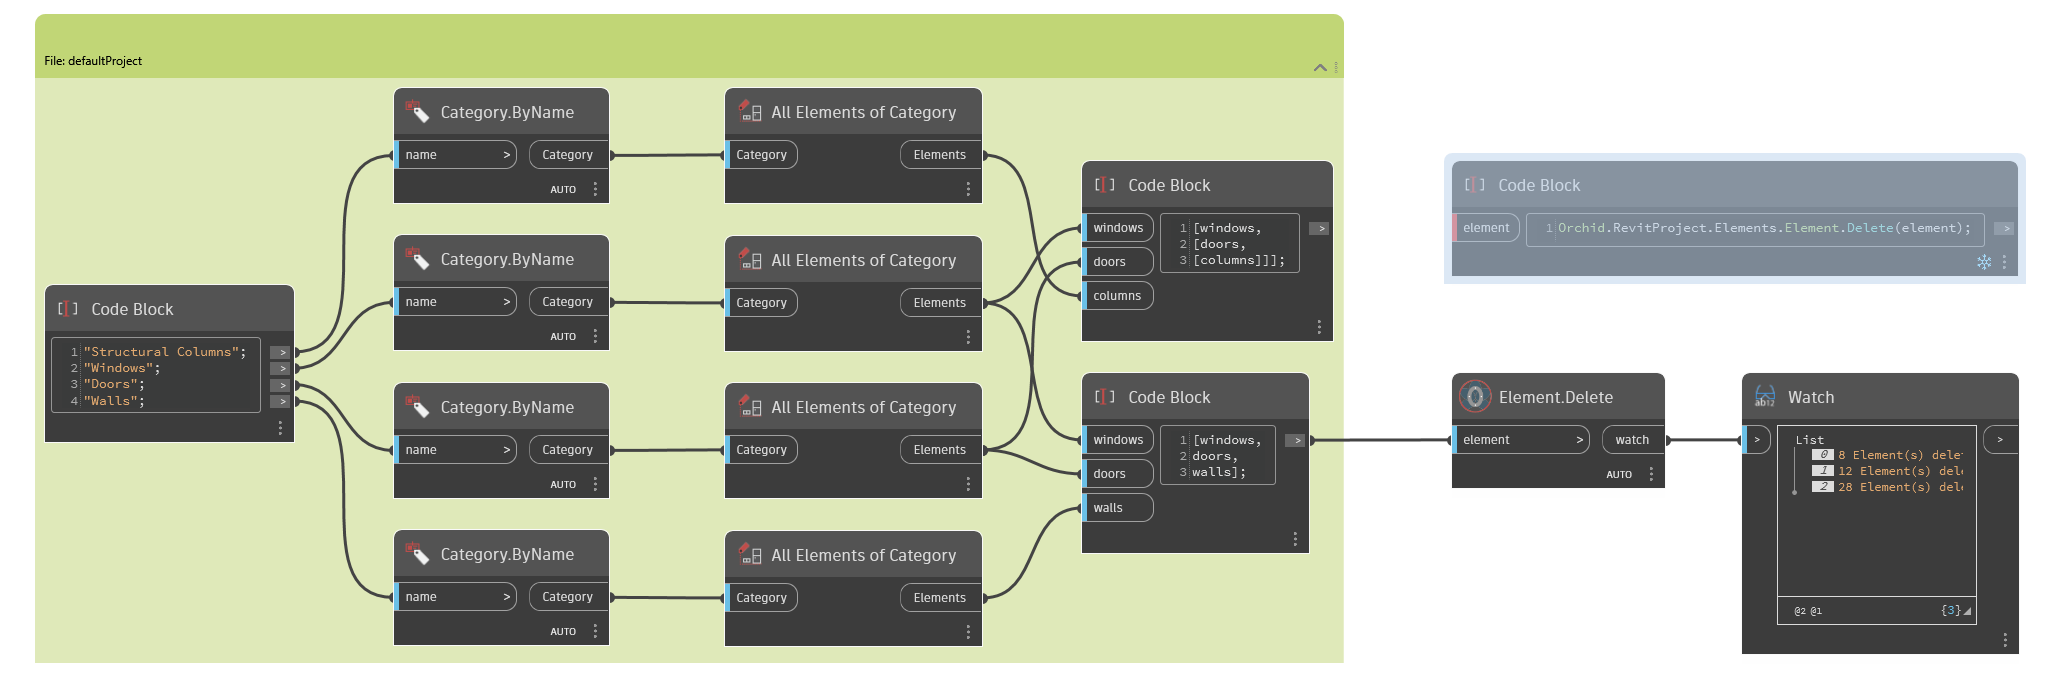 File: defaultProject
Code Block
1 "Structural Columns"; >
2 "Windows"; >
3 "Doors"; >
4 "Walls"; >
Category.ByName
name > Category
AUTO
Category.ByName
name > Category
AUTO
Category.ByName
name > Category
AUTO
Category.ByName
name > Category
AUTO
All Elements of Category
Category Elements
All Elements of Category
Category Elements
All Elements of Category
Category Elements
All Elements of Category
Category Elements
Code Block
windows 1 [windows, >
2 [doors,
doors 3 [columns]]];
columns
Code Block
windows 1 [windows, >
2 doors,
doors 3 walls];
walls
Code Block
element 1 Orchid.RevitProject.Elements.Element.Delete(element); >
Element.Delete
element > watch
AUTO
Watch
ab12
> List >
0 8 Element(s) dele
1 12 Element(s) del
2 28 Element(s) del
@2 @1 {3}